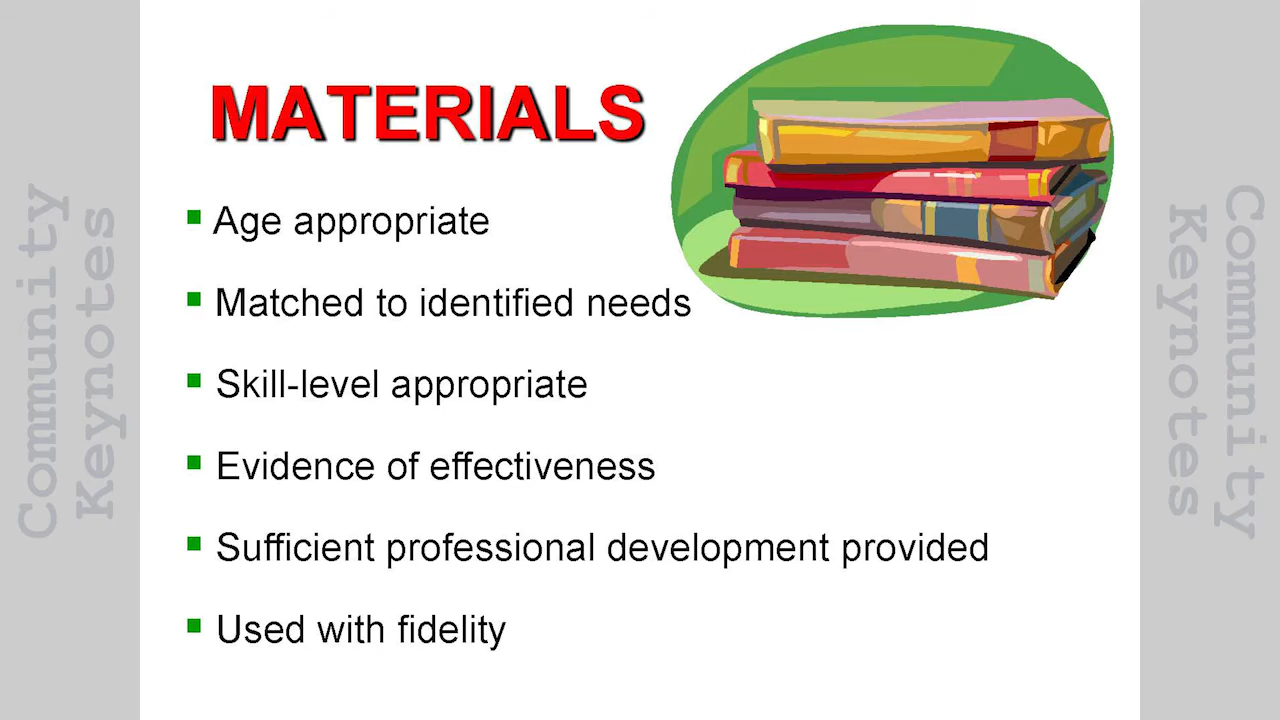 MATERIALS
Age appropriate
Matched to identified needs
Skill-level appropriate
Evidence of effectiveness
Sufficient professional development provided
Used with fidelity
Community
Keynotes
Community
Keynotes